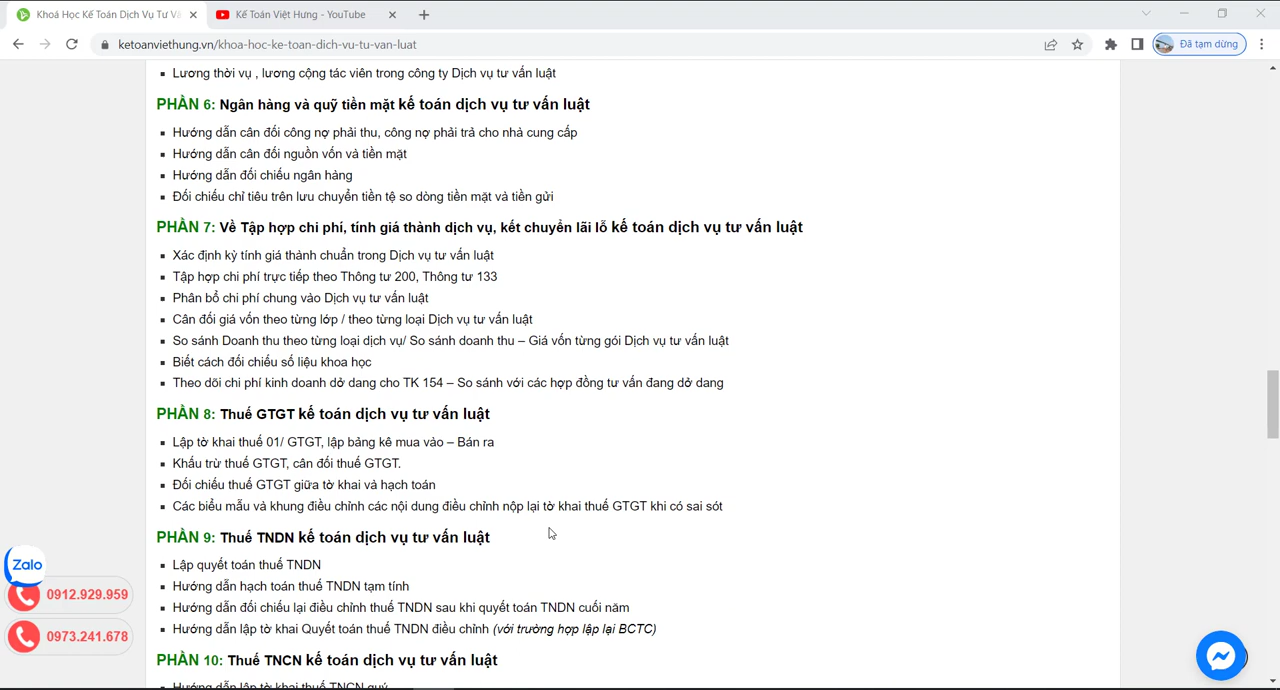 Khoá Học Kế Toán Dịch Vụ Tư Vấ
Kế Toán Việt Hưng - YouTube
ketoanviethung.vn/khoa-hoc-ke-toan-dich-vu-tu-van-luat
Đã tạm dừng
Lương thời vụ , lương cộng tác viên trong công ty Dịch vụ tư vấn luật
PHẦN 6: Ngân hàng và quỹ tiền mặt kế toán dịch vụ tư vấn luật
Hướng dẫn cân đối công nợ phải thu, công nợ phải trả cho nhà cung cấp
Hướng dẫn cân đối nguồn vốn và tiền mặt
Hướng dẫn đối chiếu ngân hàng
Đối chiếu chỉ tiêu trên lưu chuyển tiền tệ so dòng tiền mặt và tiền gửi
PHẦN 7: Về Tập hợp chi phí, tính giá thành dịch vụ, kết chuyển lãi lỗ kế toán dịch vụ tư vấn luật
Xác định kỳ tính giá thành chuẩn trong Dịch vụ tư vấn luật
Tập hợp chi phí trực tiếp theo Thông tư 200, Thông tư 133
Phân bổ chi phí chung vào Dịch vụ tư vấn luật
Cân đối giá vốn theo từng lớp / theo từng loại Dịch vụ tư vấn luật
So sánh Doanh thu theo từng loại dịch vụ/ So sánh doanh thu – Giá vốn từng gói Dịch vụ tư vấn luật
Biết cách đối chiếu số liệu khoa học
Theo dõi chi phí kinh doanh dở dang cho TK 154 – So sánh với các hợp đồng tư vấn đang dở dang
PHẦN 8: Thuế GTGT kế toán dịch vụ tư vấn luật
Lập tờ khai thuế 01/ GTGT, lập bảng kê mua vào – Bán ra
Khấu trừ thuế GTGT, cân đối thuế GTGT.
Đối chiếu thuế GTGT giữa tờ khai và hạch toán
Các biểu mẫu và khung điều chỉnh các nội dung điều chỉnh nộp lại tờ khai thuế GTGT khi có sai sót
PHẦN 9: Thuế TNDN kế toán dịch vụ tư vấn luật
Lập quyết toán thuế TNDN
Hướng dẫn hạch toán thuế TNDN tạm tính
Hướng dẫn đối chiếu lại điều chỉnh thuế TNDN sau khi quyết toán TNDN cuối năm
Hướng dẫn lập tờ khai Quyết toán thuế TNDN điều chỉnh (với trường hợp lập lại BCTC)
PHẦN 10: Thuế TNCN kế toán dịch vụ tư vấn luật
Hướng dẫn lập tờ khai thuế TNCN quý
Zalo
0912.929.959
0973.241.678